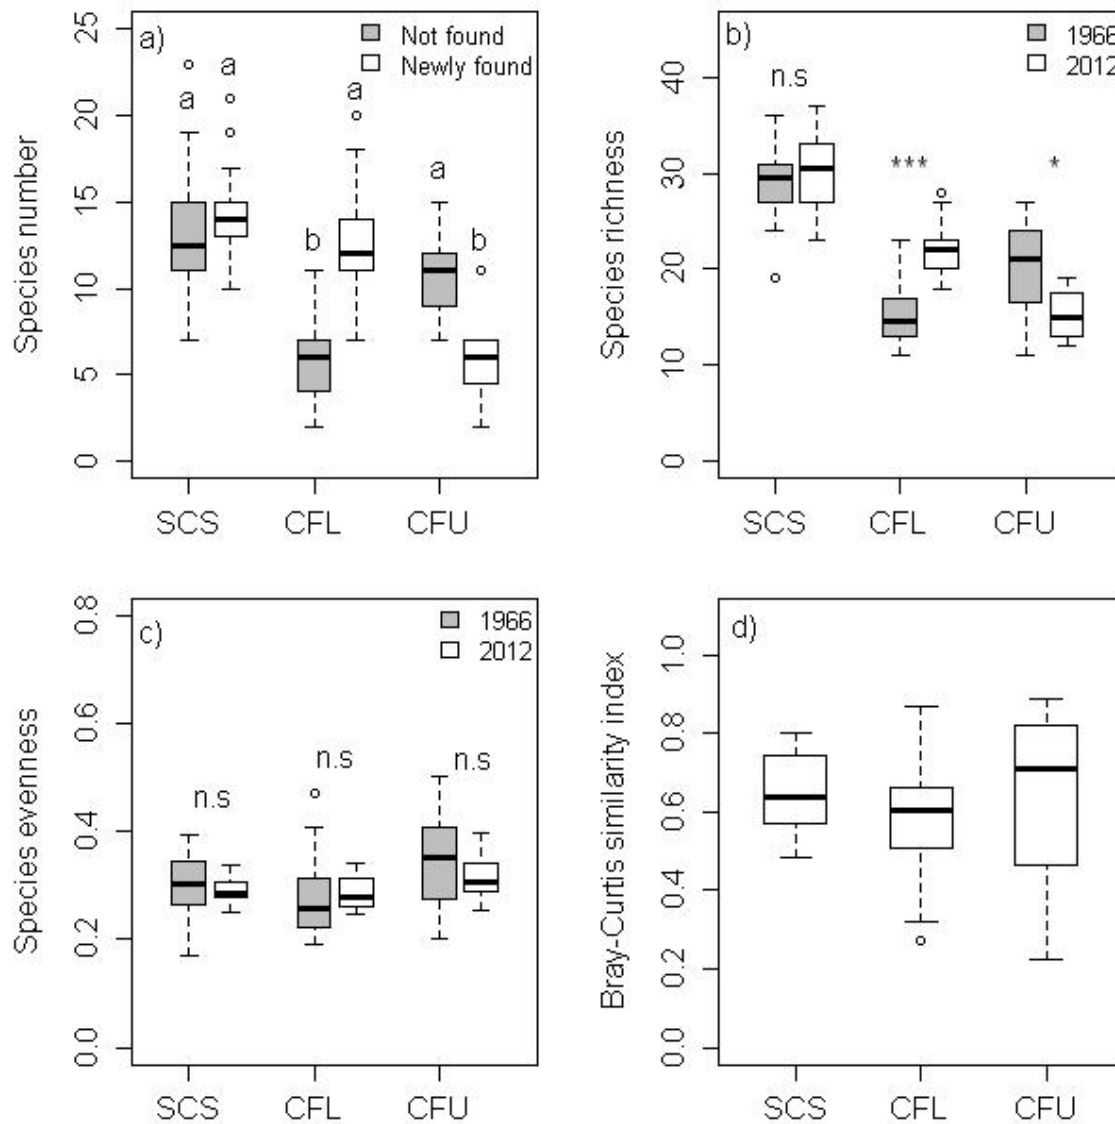 a)
Not found
Newly found
a
a
a
a
b
b
Species number
0
5
10
15
20
25
SCS
CFL
CFU
b)
1966
2012
n.s
***
*
Species richness
0
10
20
30
40
SCS
CFL
CFU
c)
1966
2012
n.s
n.s
n.s
Species evenness
0.0
0.2
0.4
0.6
0.8
SCS
CFL
CFU
d)
Bray-Curtis similarity index
0.0
0.2
0.4
0.6
0.8
1.0
SCS
CFL
CFU